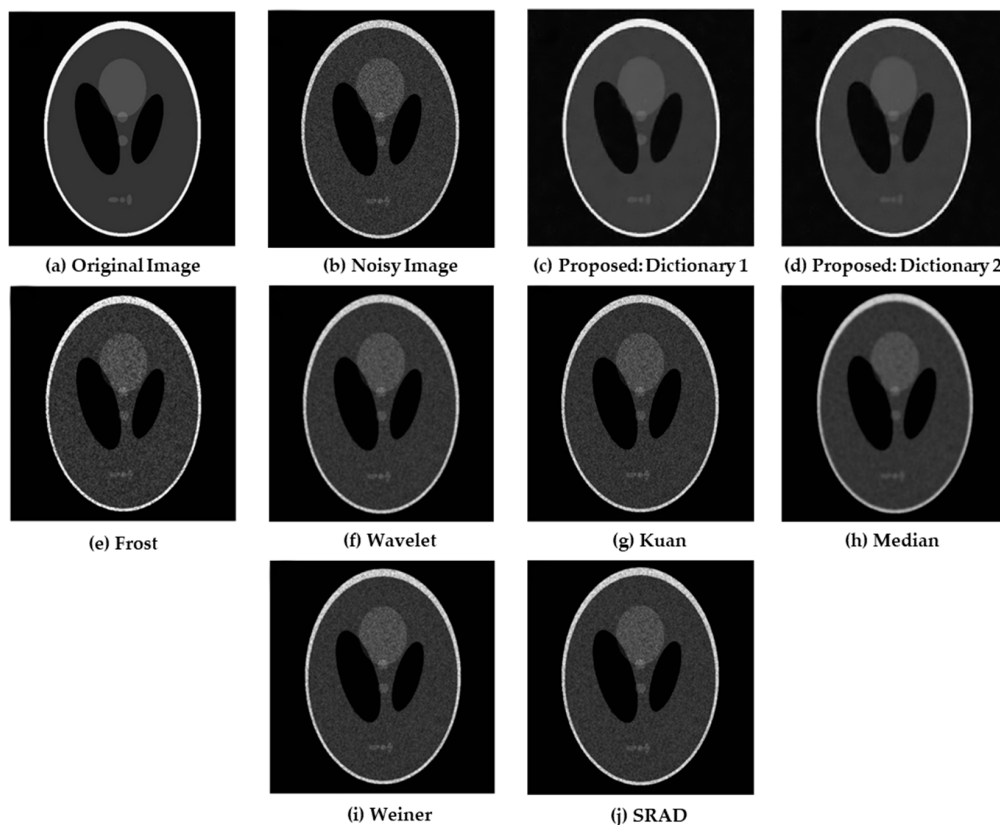 (a) Original Image
(b) Noisy Image
(c) Proposed: Dictionary 1
(d) Proposed: Dictionary 2
(e) Frost
(f) Wavelet
(g) Kuan
(h) Median
(i) Weiner
(j) SRAD